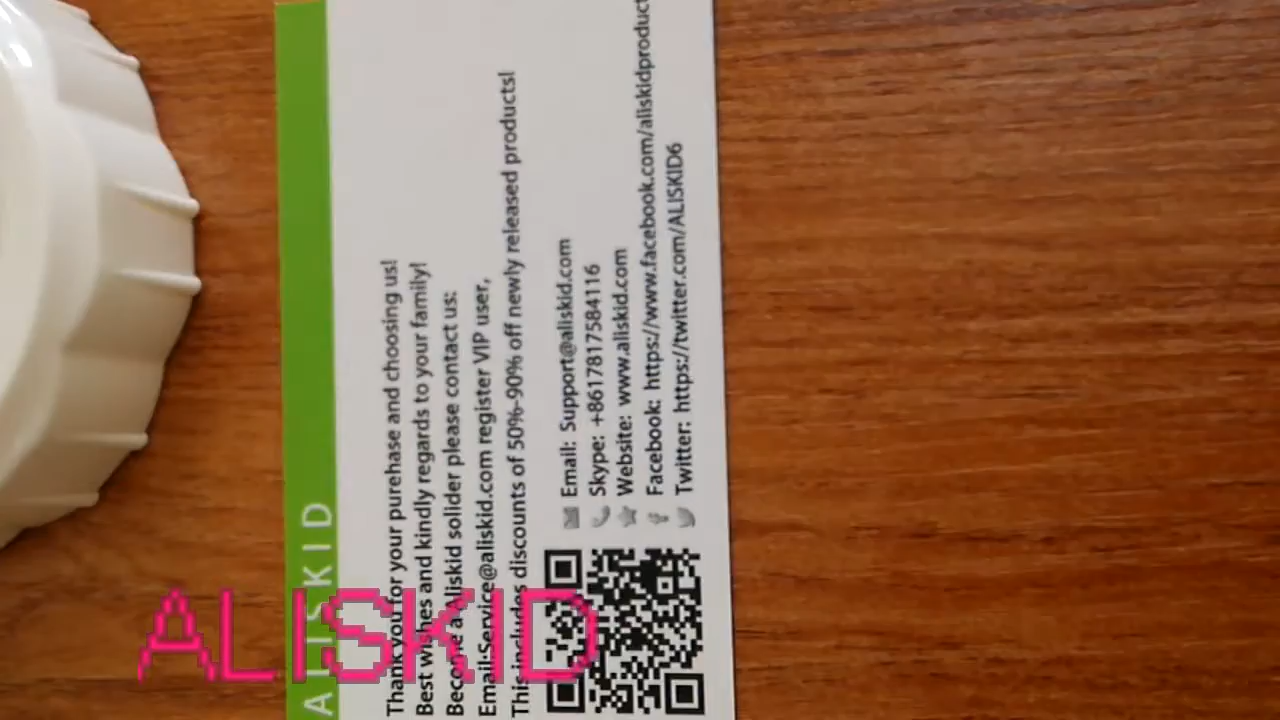 ALISKID
Thank you for your purehase and choosing us!
Best wishes and kindly regards to your family!
Become a Aliskid solider please contact us:
Email:Service@aliskid.com register VIP user,
This includes discounts of 50%-90% off newly released products!
Email: Support@aliskid.com
Skype: +8617817584116
Website: www.aliskid.com
Facebook: https://www.facebook.com/aliskidproduct
Twitter: https://twitter.com/ALISKID6
ALISKID